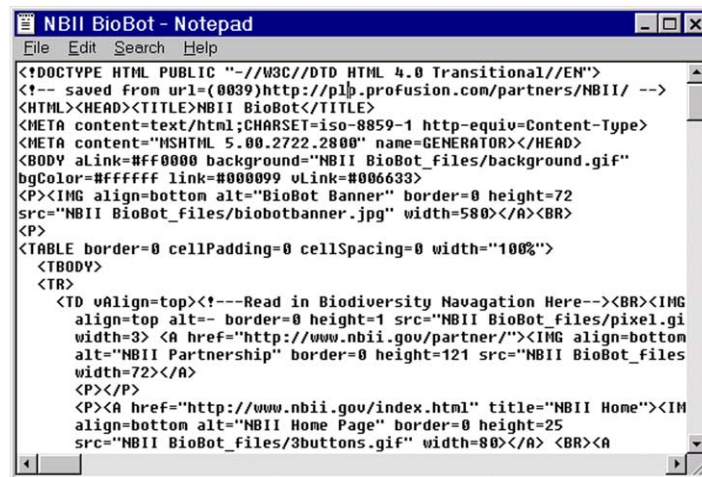 NBII BioBot - Notepad
File Edit Search Help
<!DOCTYPE HTML PUBLIC "-//W3C//DTD HTML 4.0 Transitional//EN">
<!-- saved from url=(0039)http://plp.profusion.com/partners/NBII/ -->
<HTML><HEAD><TITLE>NBII BioBot</TITLE>
<META content=text/html;CHARSET=iso-8859-1 http-equiv=Content-Type>
<META content="MSHTML 5.00.2722.2800" name=GENERATOR></HEAD>
<BODY aLink=#ff0000 background="NBII BioBot_files/background.gif"
bgColor=#ffffff link=#000099 vLink=#006633>
<P><IMG align=bottom alt="BioBot Banner" border=0 height=72
src="NBII BioBot_files/biobotbanner.jpg" width=580></A><BR>
<P>
<TABLE border=0 cellPadding=0 cellSpacing=0 width="100%">
<TBODY>
<TR>
<TD vAlign=top><!---Read in Biodiversity Navagation Here--><BR><IMG
align=top alt=- border=0 height=1 src="NBII BioBot_files/pixel.gi
width=3> <A href="http://www.nbii.gov/partner/"><IMG align=bottom
alt="NBII Partnership" border=0 height=121 src="NBII BioBot_files
width=72></A>
<P></P>
<P><A href="http://www.nbii.gov/index.html" title="NBII Home"><IM
align=bottom alt="NBII Home Page" border=0 height=25
src="NBII BioBot_files/3buttons.gif" width=80></A> <BR><A